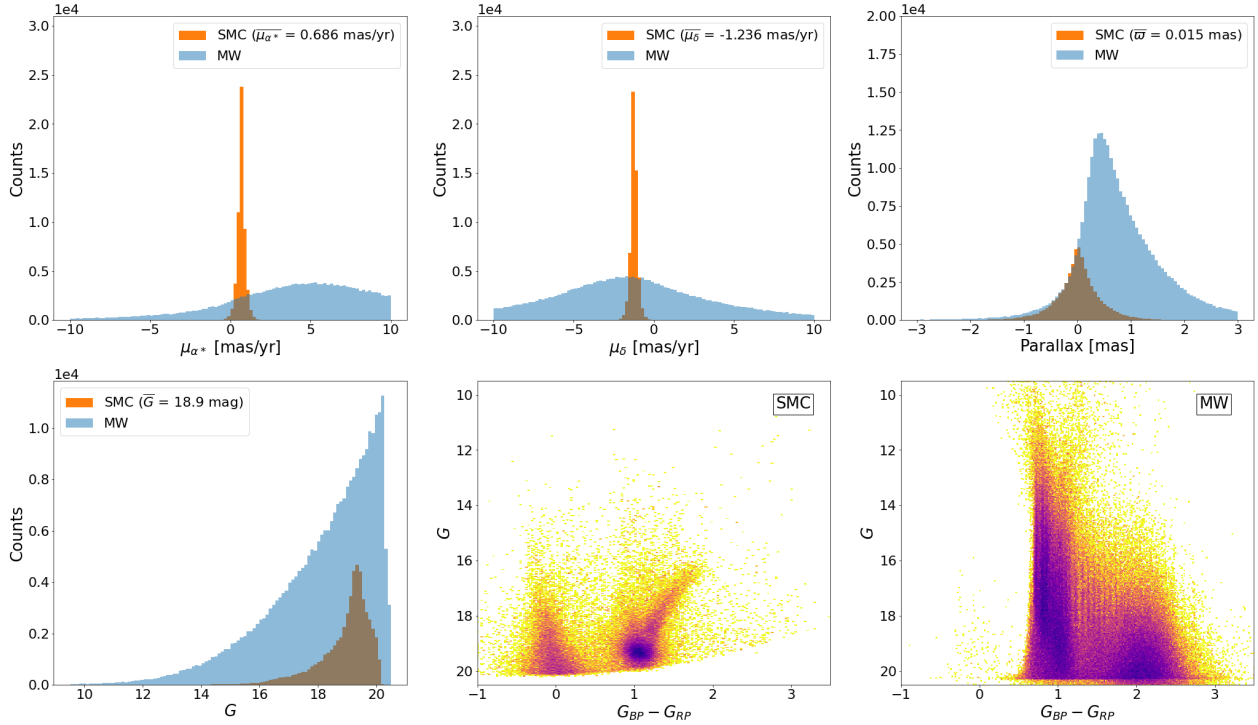 1e4
SMC (μα* = 0.686 mas/yr)
MW
Counts
3.0
2.5
2.0
1.5
1.0
0.5
0.0
−10
−5
0
5
10
μα* [mas/yr]
1e4
SMC (μδ = -1.236 mas/yr)
MW
Counts
3.0
2.5
2.0
1.5
1.0
0.5
0.0
−10
−5
0
5
10
μδ [mas/yr]
1e4
SMC (ϖ = 0.015 mas)
MW
Counts
2.00
1.75
1.50
1.25
1.00
0.75
0.50
0.25
0.00
−3
−2
−1
0
1
2
3
Parallax [mas]
1e4
SMC (G = 18.9 mag)
MW
Counts
1.0
0.8
0.6
0.4
0.2
0.0
10
12
14
16
18
20
G
SMC
G
10
12
14
16
18
20
−1
0
1
2
3
GBP − GRP
MW
G
10
12
14
16
18
20
−1
0
1
2
3
GBP − GRP